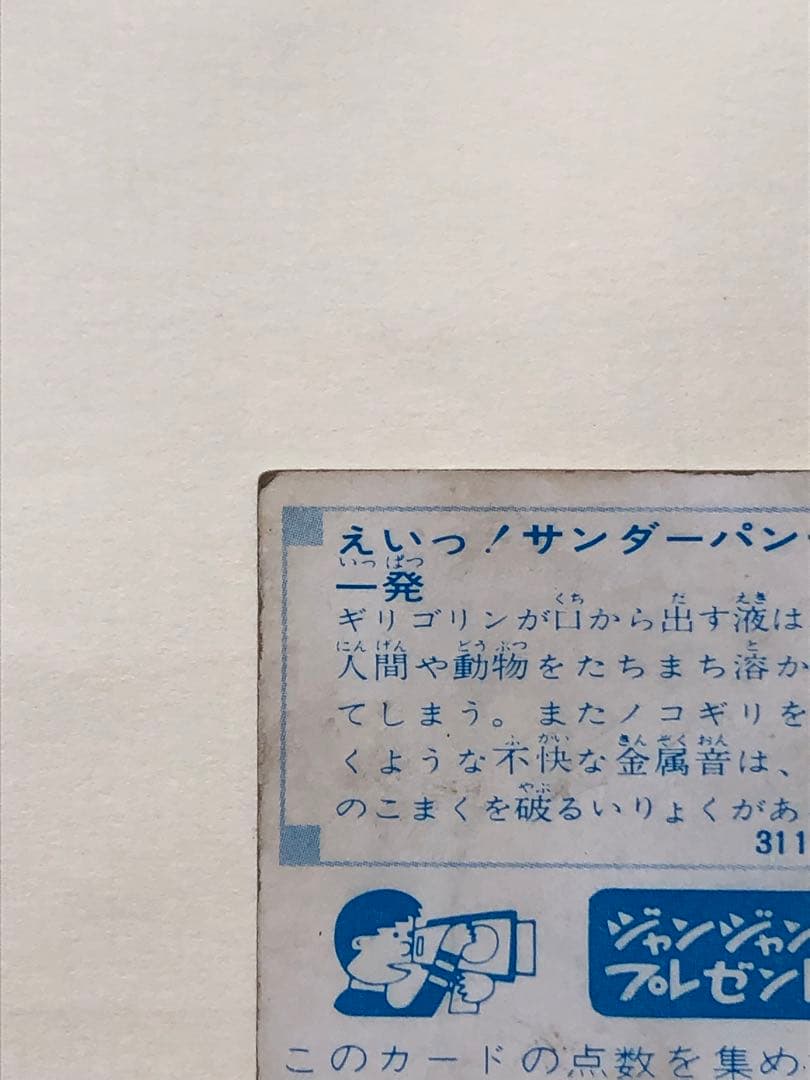 えいっ！サンダーパン
一発
ギリゴリンが口から出す液は
人間や動物をたちまち溶か
てしまう。またノコギリを
くような不快な金属音は、
のこまくを破るいりょくがあ
311
ジャンジャン
プレゼント
このカードの点数を集め